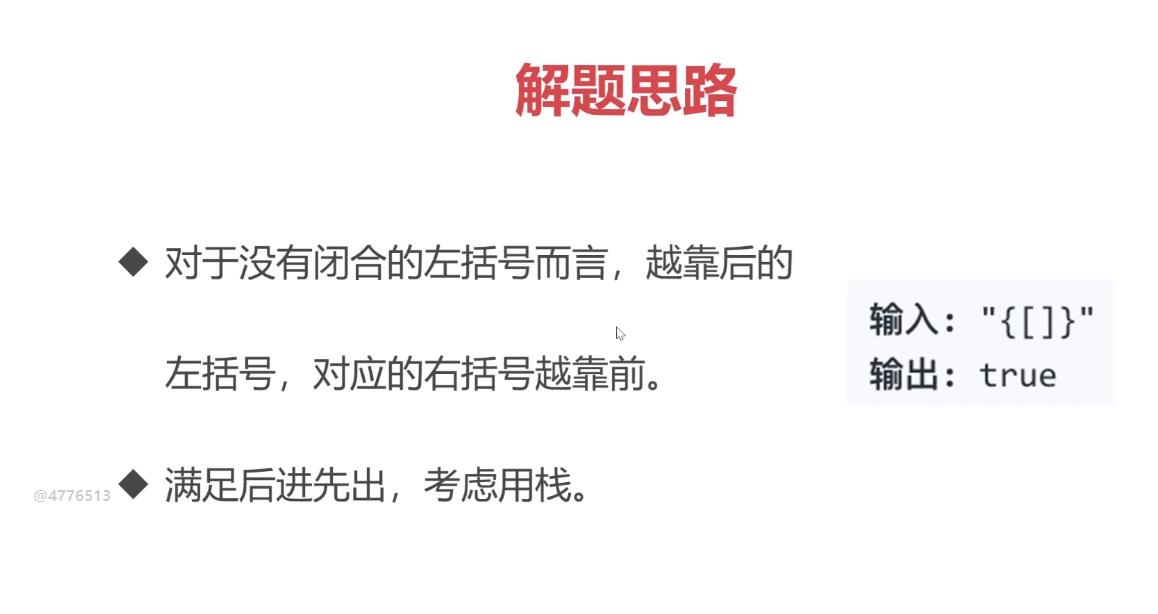 解题思路
◆ 对于没有闭合的左括号而言，越靠后的
左括号，对应的右括号越靠前。
输入: "{[]}"
输出: true
◆ 满足后进先出，考虑用栈。
@4776513